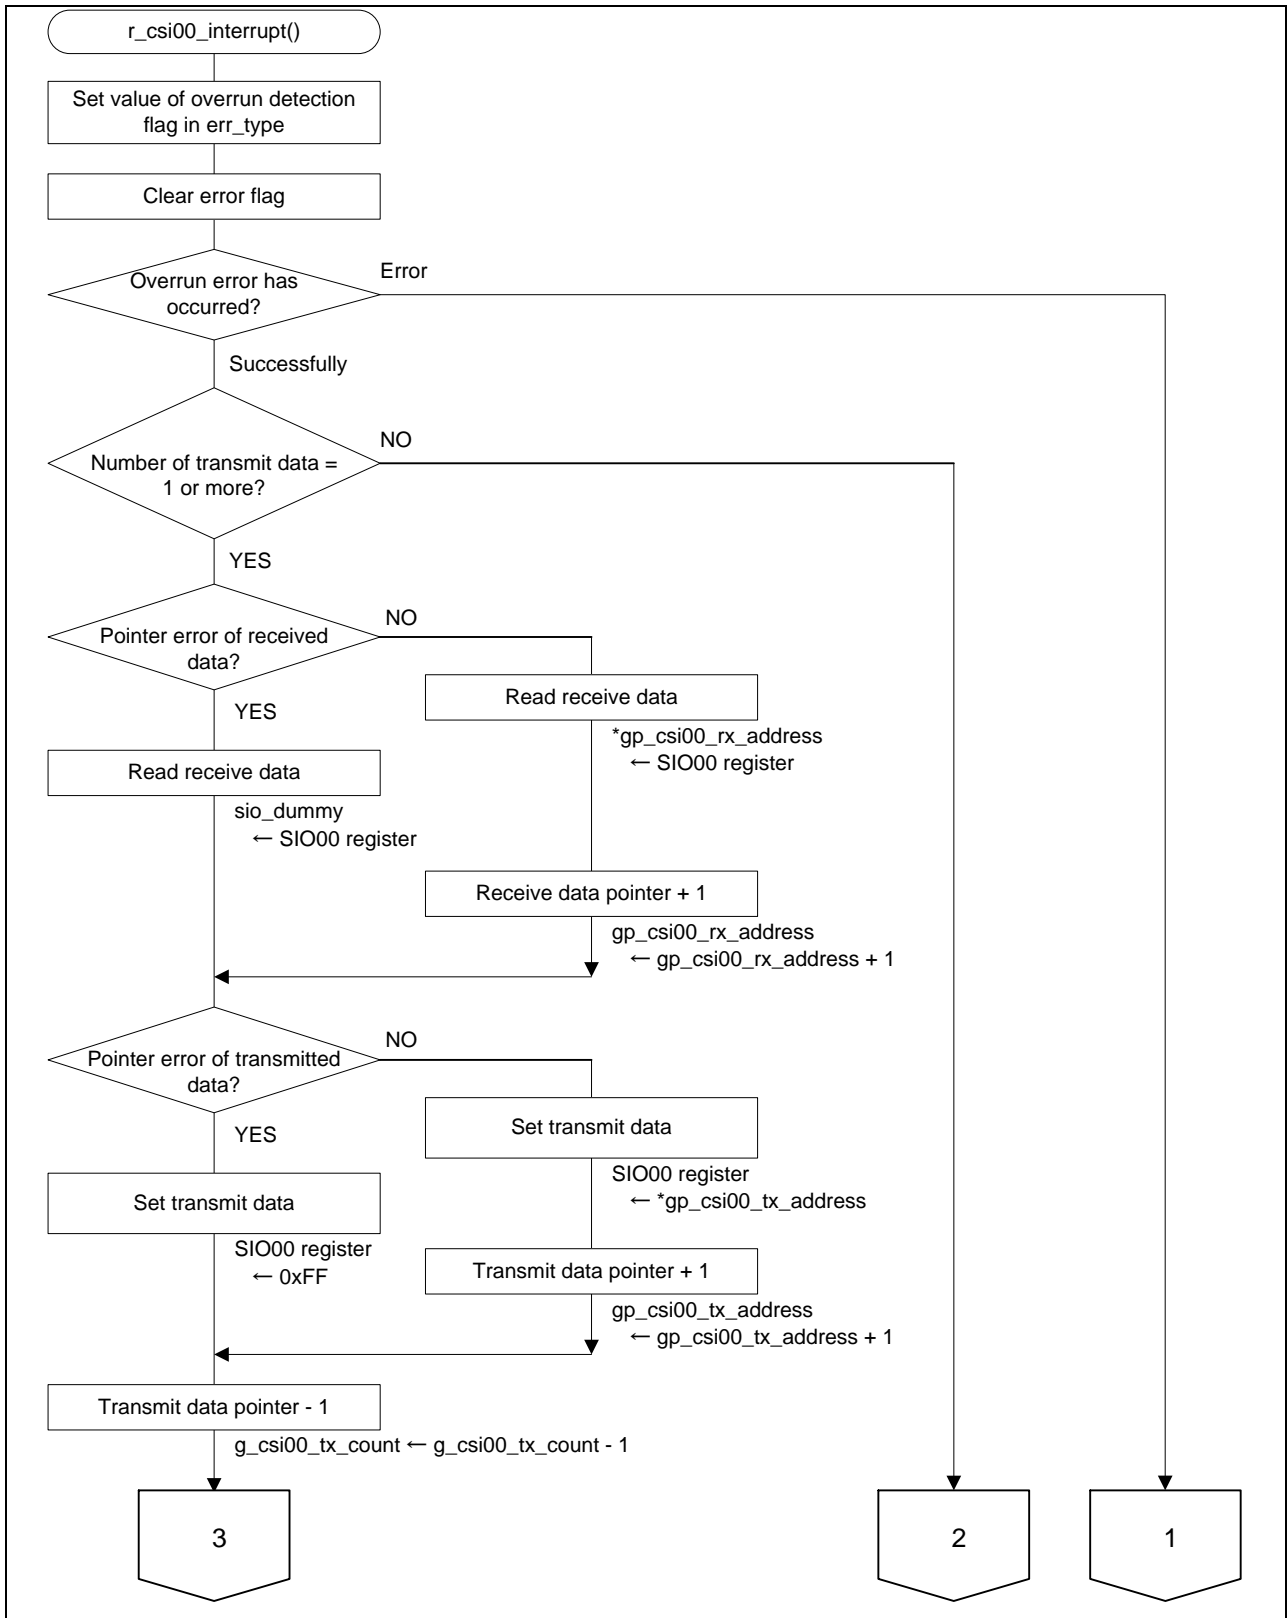 r_csi00_interrupt()
Set value of overrun detection
flag in err_type
Clear error flag
Overrun error has
occurred?
Error
Successfully
Number of transmit data =
1 or more?
NO
YES
Pointer error of received
data?
NO
YES
Read receive data
*gp_csi00_rx_address
← SIO00 register
Read receive data
sio_dummy
← SIO00 register
Receive data pointer + 1
gp_csi00_rx_address
← gp_csi00_rx_address + 1
Pointer error of transmitted
data?
NO
YES
Set transmit data
SIO00 register
← *gp_csi00_tx_address
Set transmit data
SIO00 register
← 0xFF
Transmit data pointer + 1
gp_csi00_tx_address
← gp_csi00_tx_address + 1
Transmit data pointer - 1
g_csi00_tx_count ← g_csi00_tx_count - 1
3
2
1